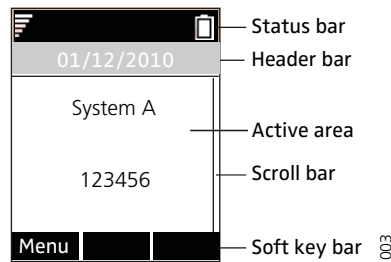 Status bar
01/12/2010
Header bar
System A
Active area
123456
Scroll bar
Menu
Soft key bar
003